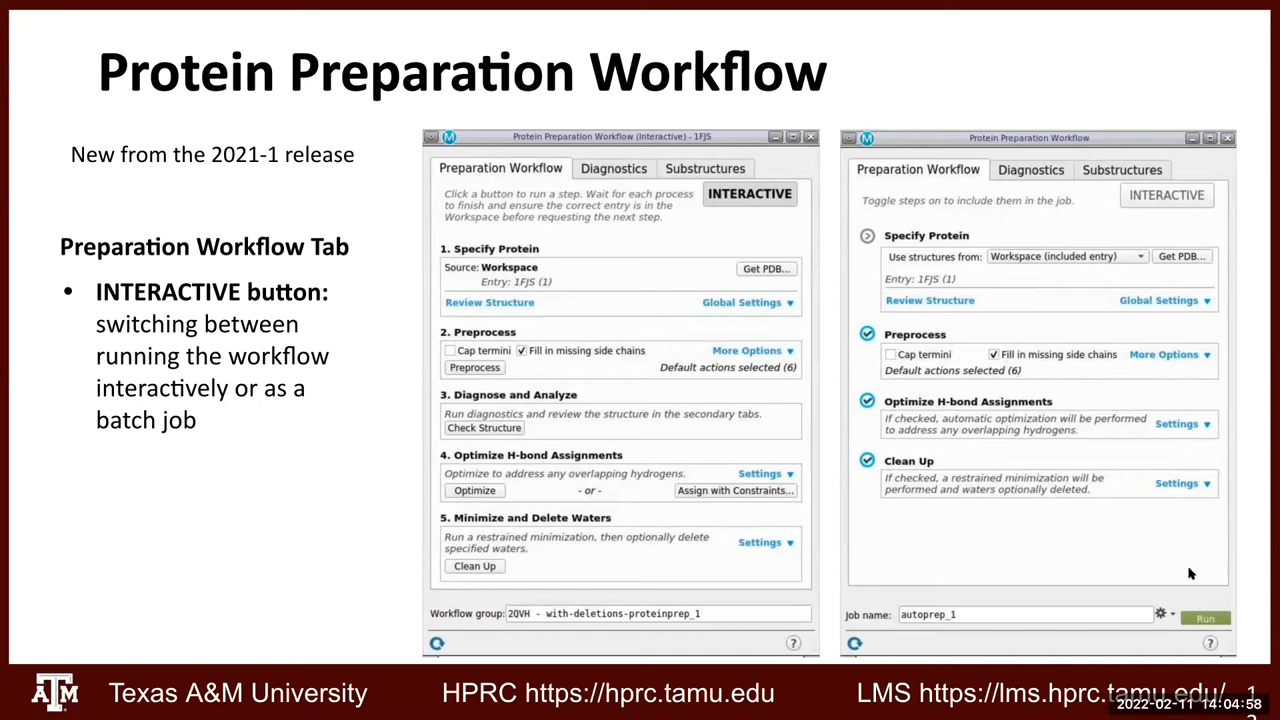 Protein Preparation Workflow
New from the 2021-1 release
Preparation Workflow Tab
• INTERACTIVE button:
switching between
running the workflow
interactively or as a
batch job
Protein Preparation Workflow (Interactive) - 1FJS
Preparation Workflow Diagnostics Substructures
Click a button to run a step. Wait for each process
to finish and ensure the correct entry is in the
Workspace before requesting the next step.
INTERACTIVE
1. Specify Protein
Source: Workspace
Get PDB...
Entry: 1FJS (1)
Review Structure Global Settings
2. Preprocess
Cap termini Fill in missing side chains More Options
Preprocess Default actions selected (6)
3. Diagnose and Analyze
Run diagnostics and review the structure in the secondary tabs.
Check Structure
4. Optimize H-bond Assignments
Optimize to address any overlapping hydrogens. Settings
Optimize - or - Assign with Constraints...
5. Minimize and Delete Waters
Run a restrained minimization, then optionally delete
specified waters.
Settings
Clean Up
Workflow group: 2QVH - with-deletions-proteinprep_1
?
Protein Preparation Workflow
Preparation Workflow Diagnostics Substructures
Toggle steps on to include them in the job. INTERACTIVE
Specify Protein
Use structures from: Workspace (included entry) Get PDB...
Entry: 1FJS (1)
Review Structure Global Settings
Preprocess
Cap termini Fill in missing side chains More Options
Default actions selected (6)
Optimize H-bond Assignments
If checked, automatic optimization will be performed
to address any overlapping hydrogens.
Settings
Clean Up
If checked, a restrained minimization will be
performed and waters optionally deleted.
Settings
Job name: autoprep_1 Run
?
ATM Texas A&M University HPRC https://hprc.tamu.edu LMS https://lms.hprc.tamu.edu/ 1
2022-02-11 14:04:58